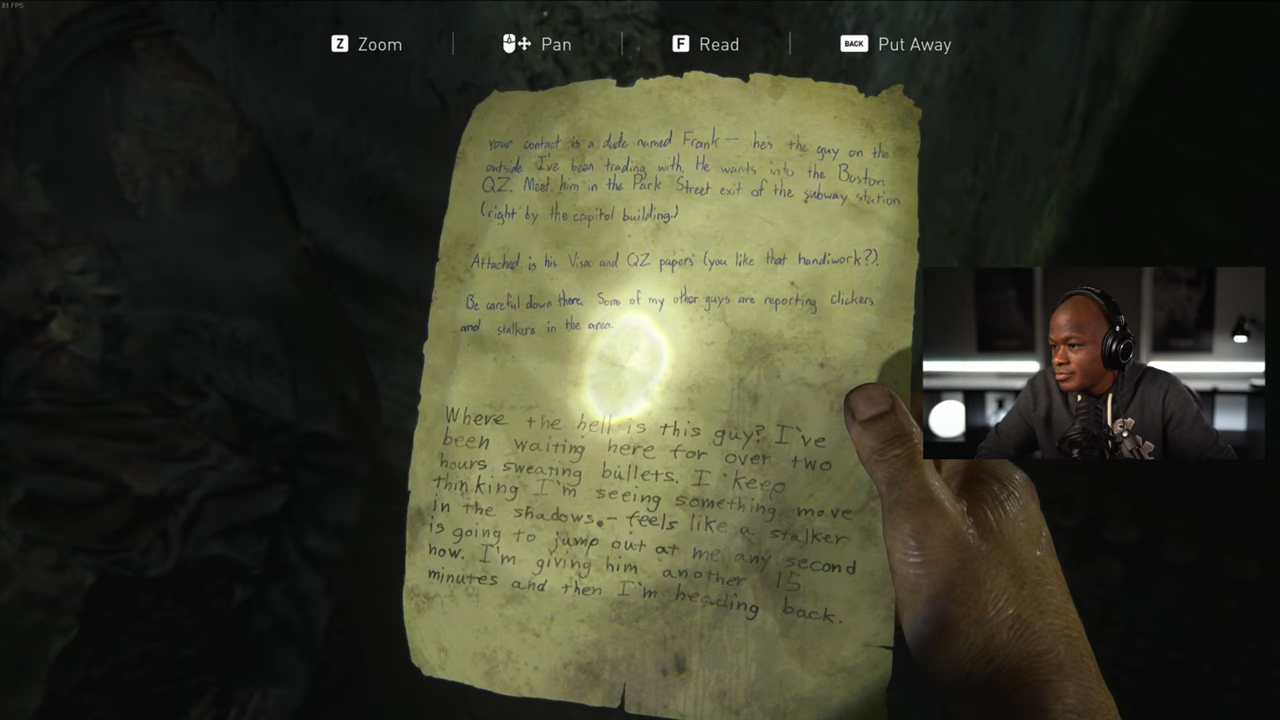 81 FPS
Z Zoom
Pan
F Read
BACK Put Away
your contact is a dude named Frank — he's the guy on the
outside I've been trading with. He wants into the Boston
QZ. Meet him in the Park Street exit of the subway station
(right by the capitol building.)
Attached is his Visa and QZ papers (you like that handiwork?).
Be careful down there. Some of my other guys are reporting clickers
and stalkers in the area.
Where the hell is this guy? I've
been waiting here for over two
hours sweating bullets. I keep
thinking I'm seeing something move
in the shadows. - feels like a stalker
is going to jump out at me any second
now. I'm giving him another 15
minutes and then I'm heading back.